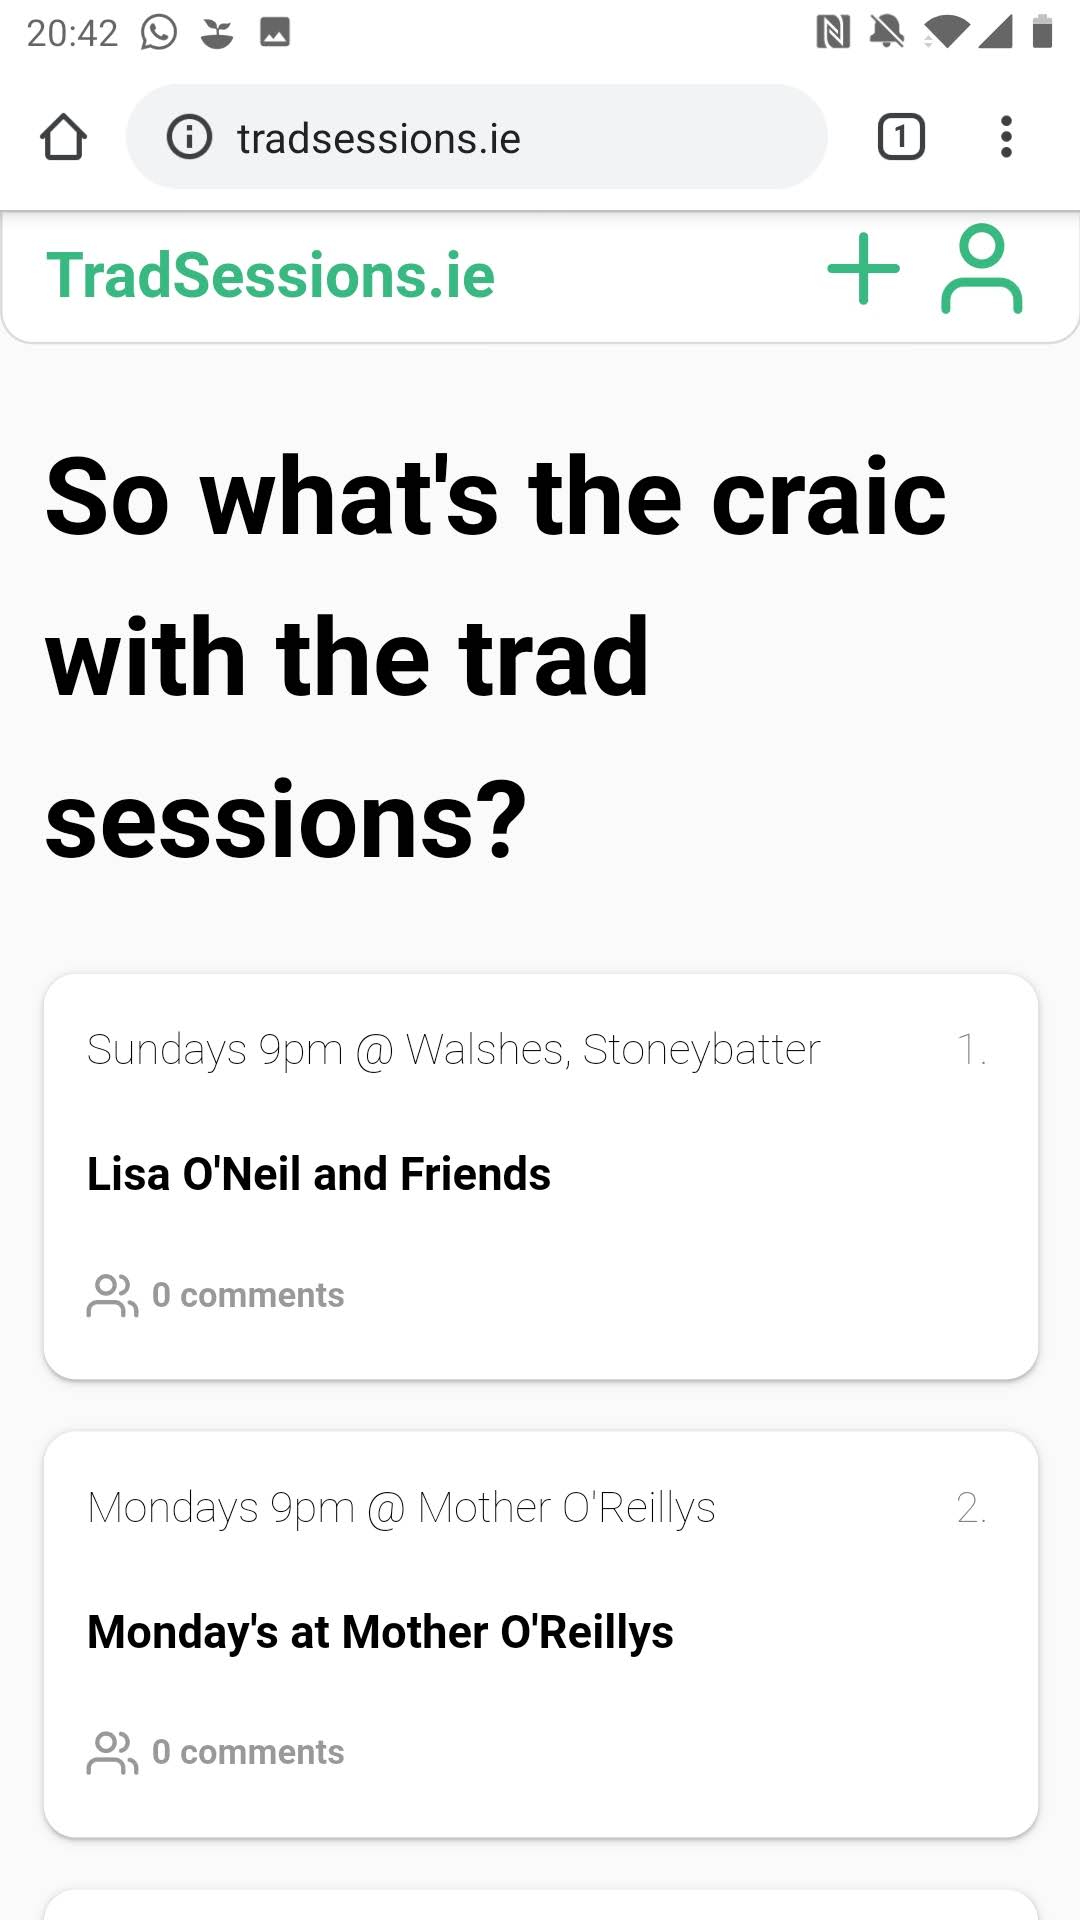 20:42
tradsessions.ie
1
TradSessions.ie
So what's the craic
with the trad
sessions?
Sundays 9pm @ Walshes, Stoneybatter 1.
Lisa O'Neil and Friends
0 comments
Mondays 9pm @ Mother O'Reillys 2.
Monday's at Mother O'Reillys
0 comments